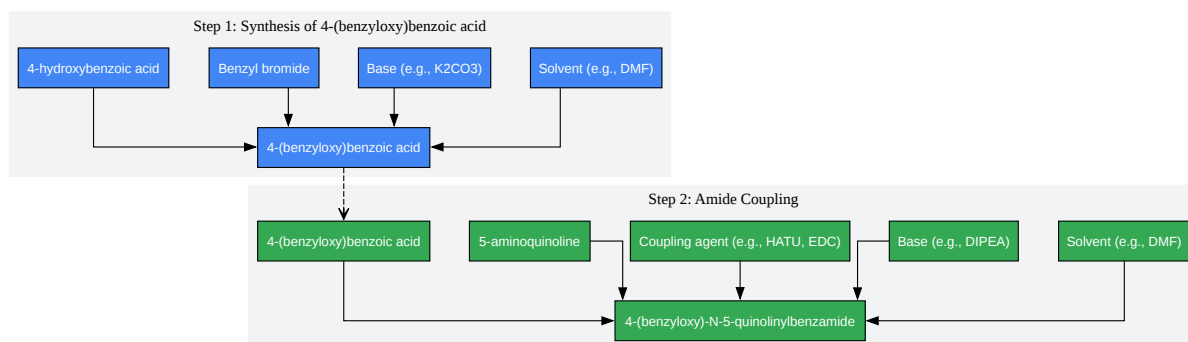 Step 1: Synthesis of 4-(benzyloxy)benzoic acid
4-hydroxybenzoic acid
Benzyl bromide
Base (e.g., K2CO3)
Solvent (e.g., DMF)
4-(benzyloxy)benzoic acid
Step 2: Amide Coupling
4-(benzyloxy)benzoic acid
5-aminoquinoline
Coupling agent (e.g., HATU, EDC)
Base (e.g., DIPEA)
Solvent (e.g., DMF)
4-(benzyloxy)-N-5-quinolinylbenzamide